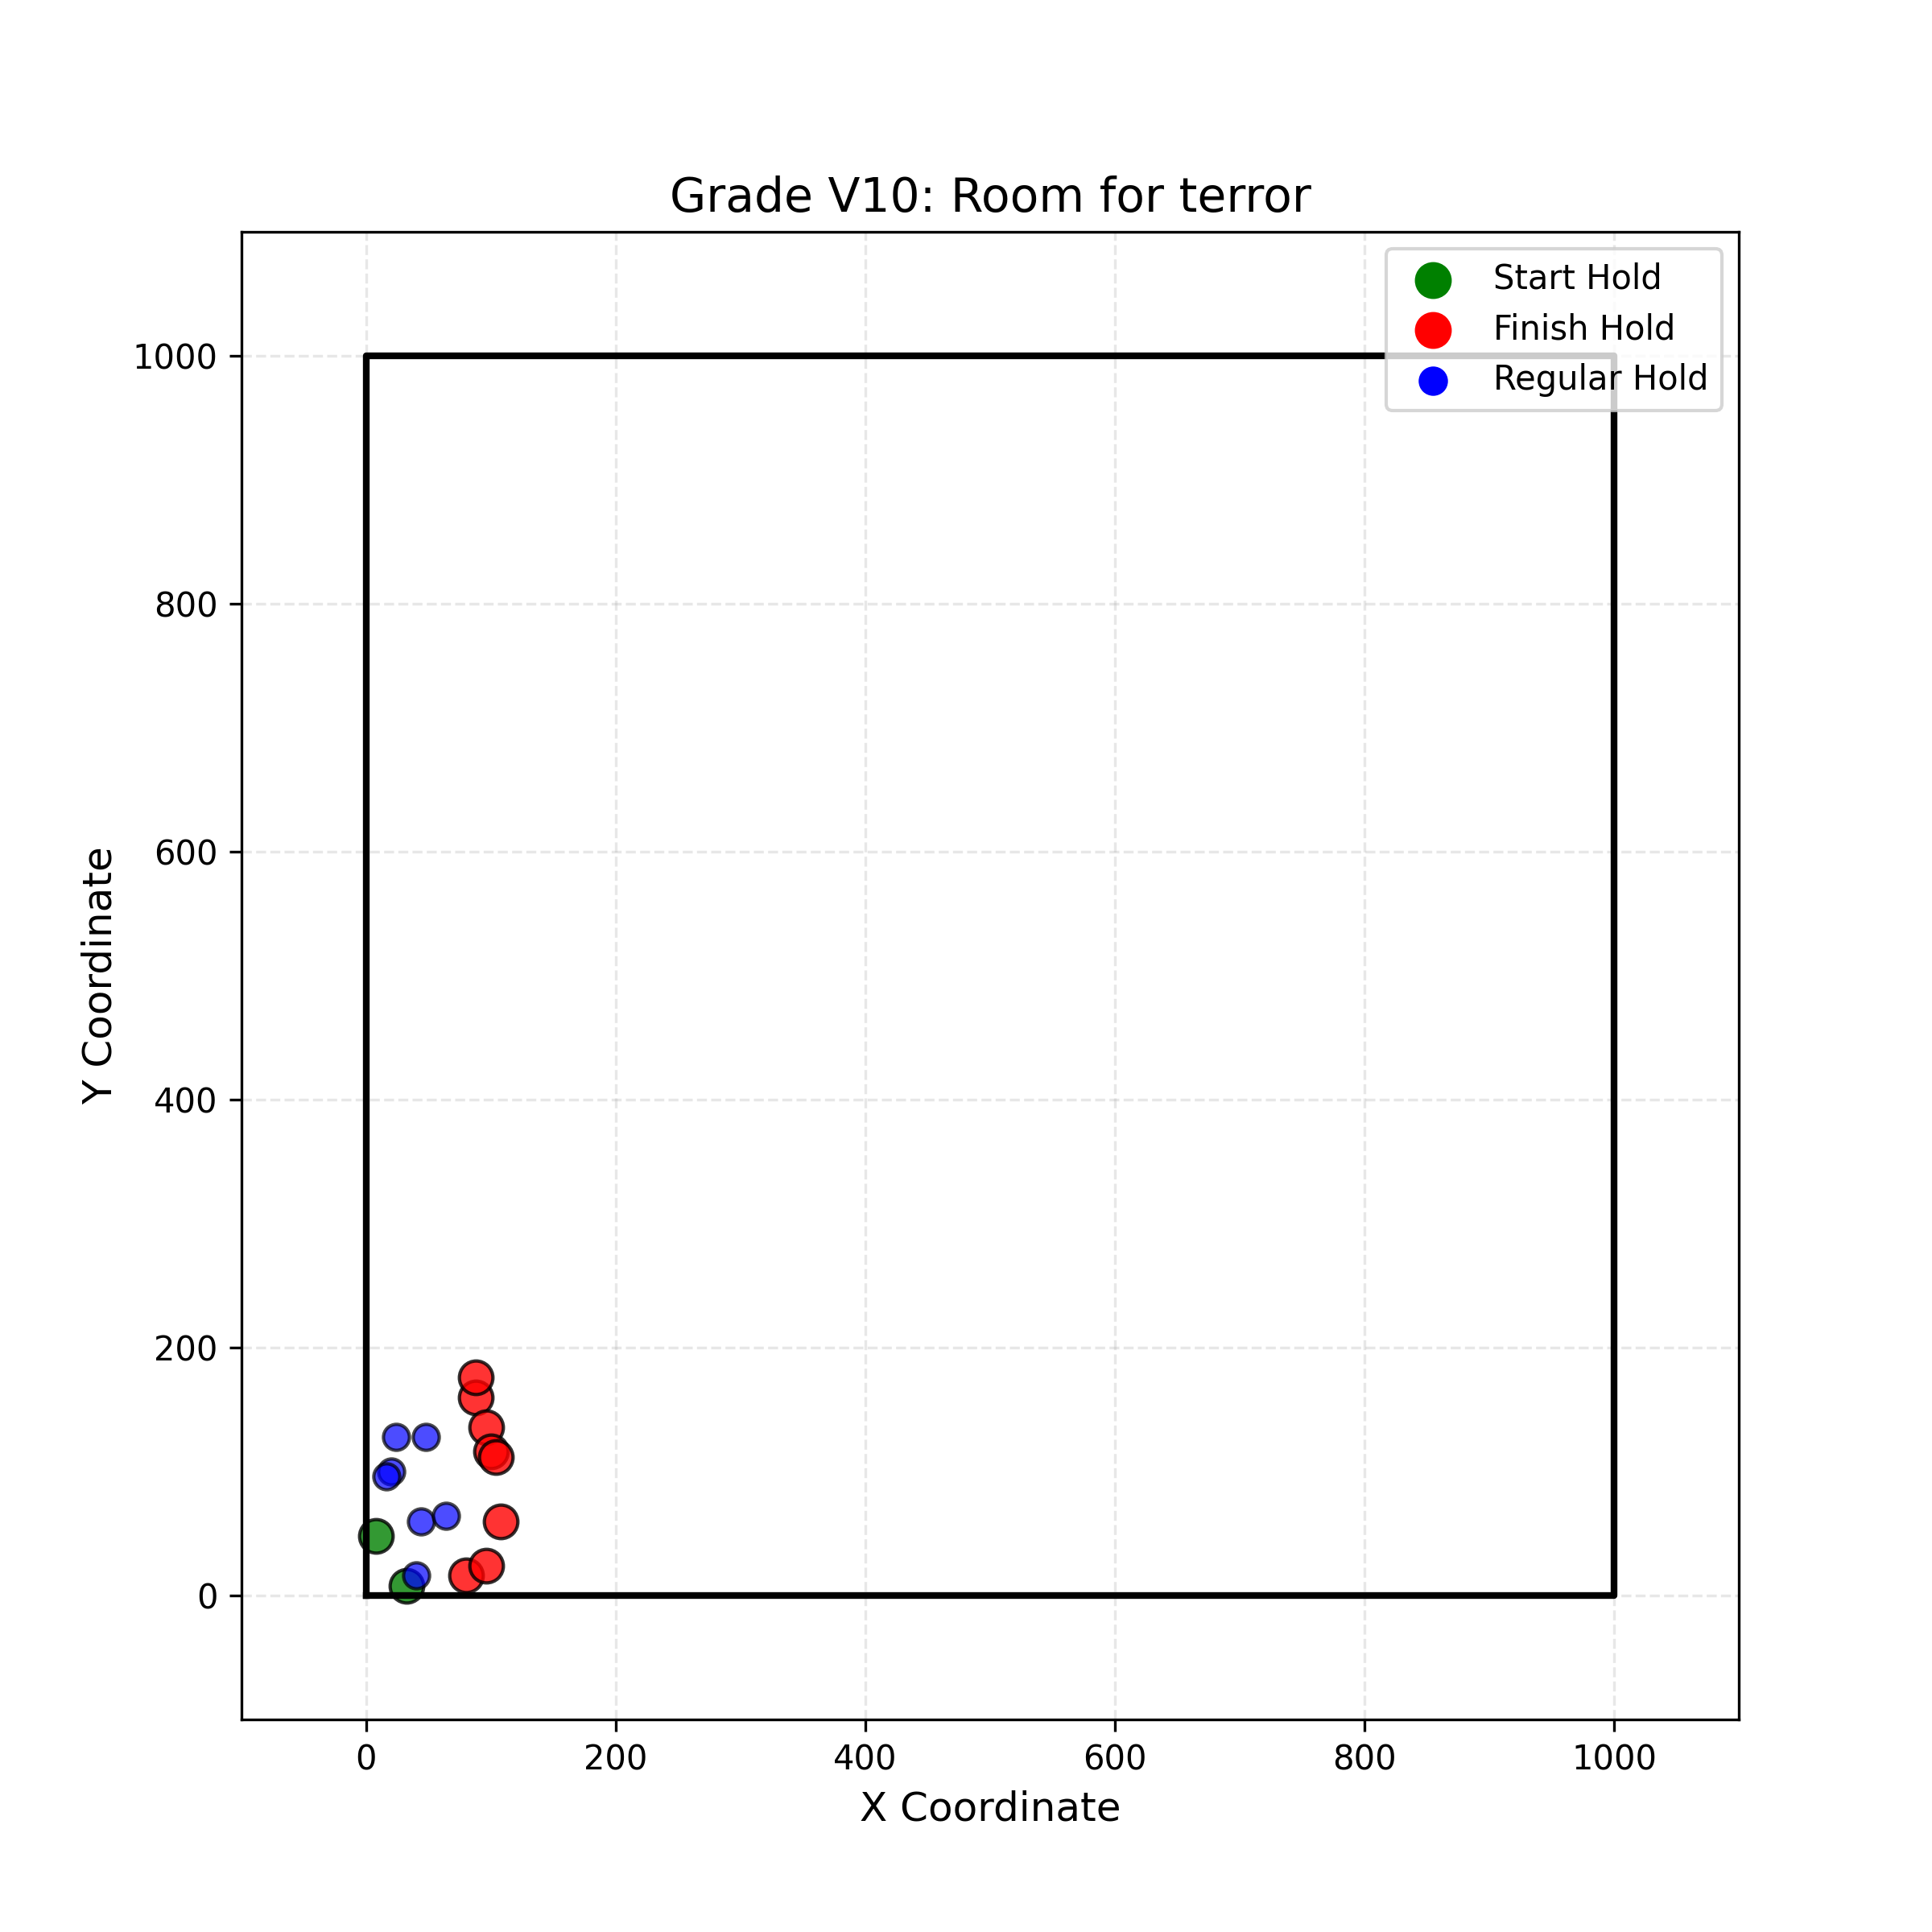 Grade V10: Room for terror
Start Hold
Finish Hold
Regular Hold
1000
800
600
400
200
0
Y Coordinate
0 200 400 600 800 1000
X Coordinate